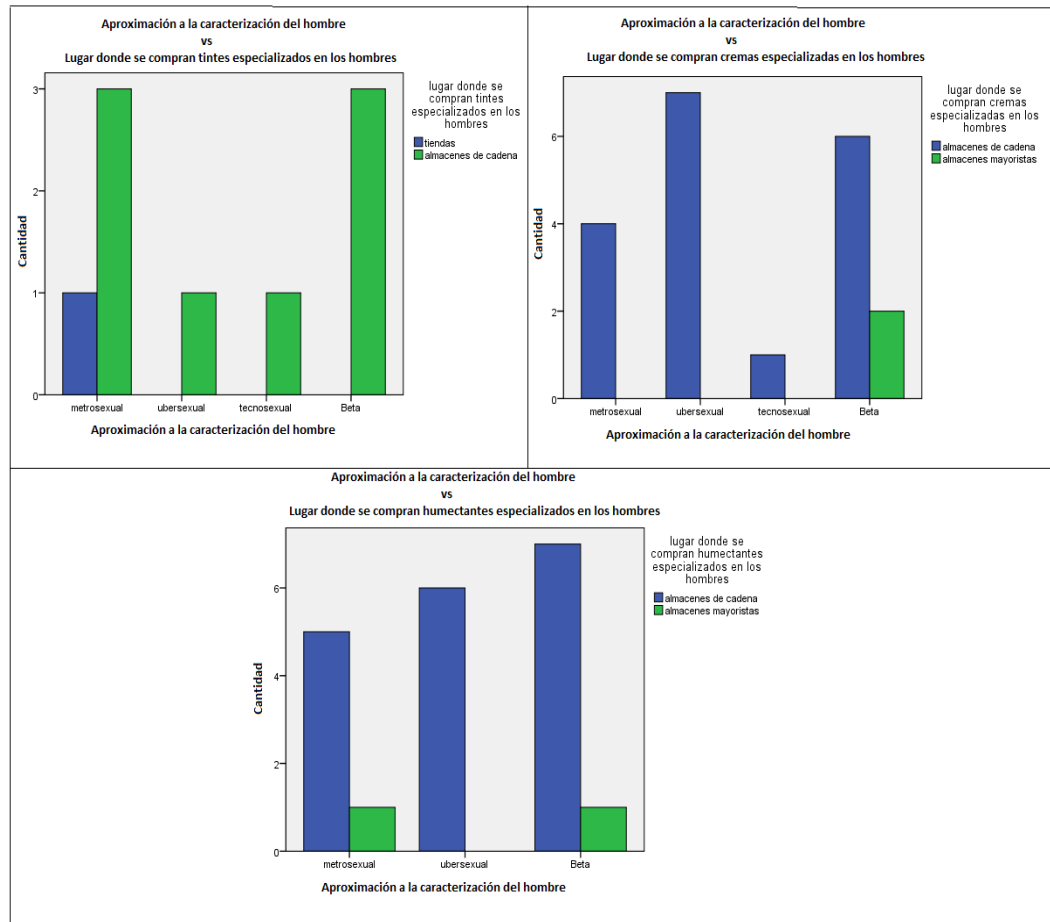 Aproximación a la caracterización del hombre
vs
Lugar donde se compran tintes especializados en los hombres
lugar donde se
compran tintes
especializados en los
hombres
tiendas
almacenes de cadena
3
2
1
0
Cantidad
metrosexual ubersexual tecnosexual Beta
Aproximación a la caracterización del hombre
Aproximación a la caracterización del hombre
vs
Lugar donde se compran cremas especializadas en los hombres
lugar donde se
compran cremas
especializadas en los
hombres
almacenes de cadena
almacenes mayoristas
6
4
2
0
Cantidad
metrosexual ubersexual tecnosexual Beta
Aproximación a la caracterización del hombre
Aproximación a la caracterización del hombre
vs
Lugar donde se compran humectantes especializados en los hombres
lugar donde se
compran humectantes
especializados en los
hombres
almacenes de cadena
almacenes mayoristas
6
4
2
0
Cantidad
metrosexual ubersexual Beta
Aproximación a la caracterización del hombre